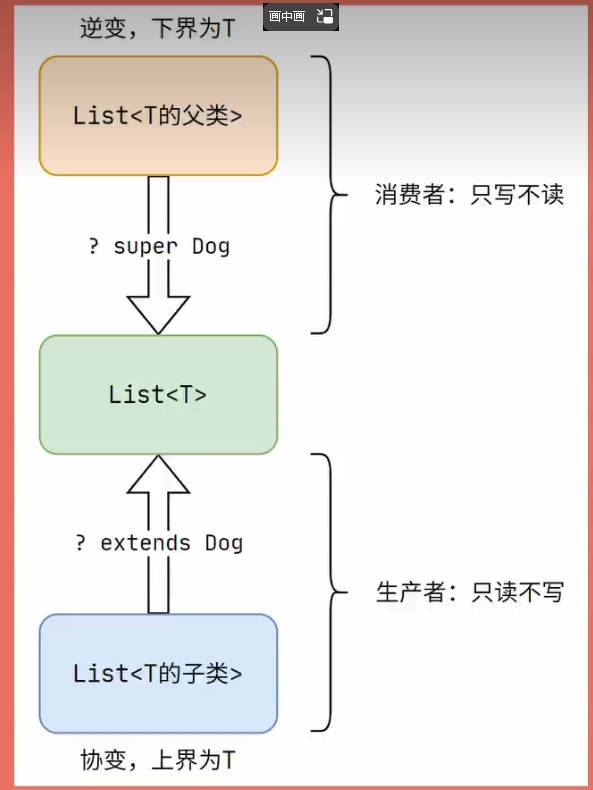 画中画
逆变，下界为T
List<T的父类>
消费者：只写不读
? super Dog
List<T>
? extends Dog
生产者：只读不写
List<T的子类>
协变，上界为T